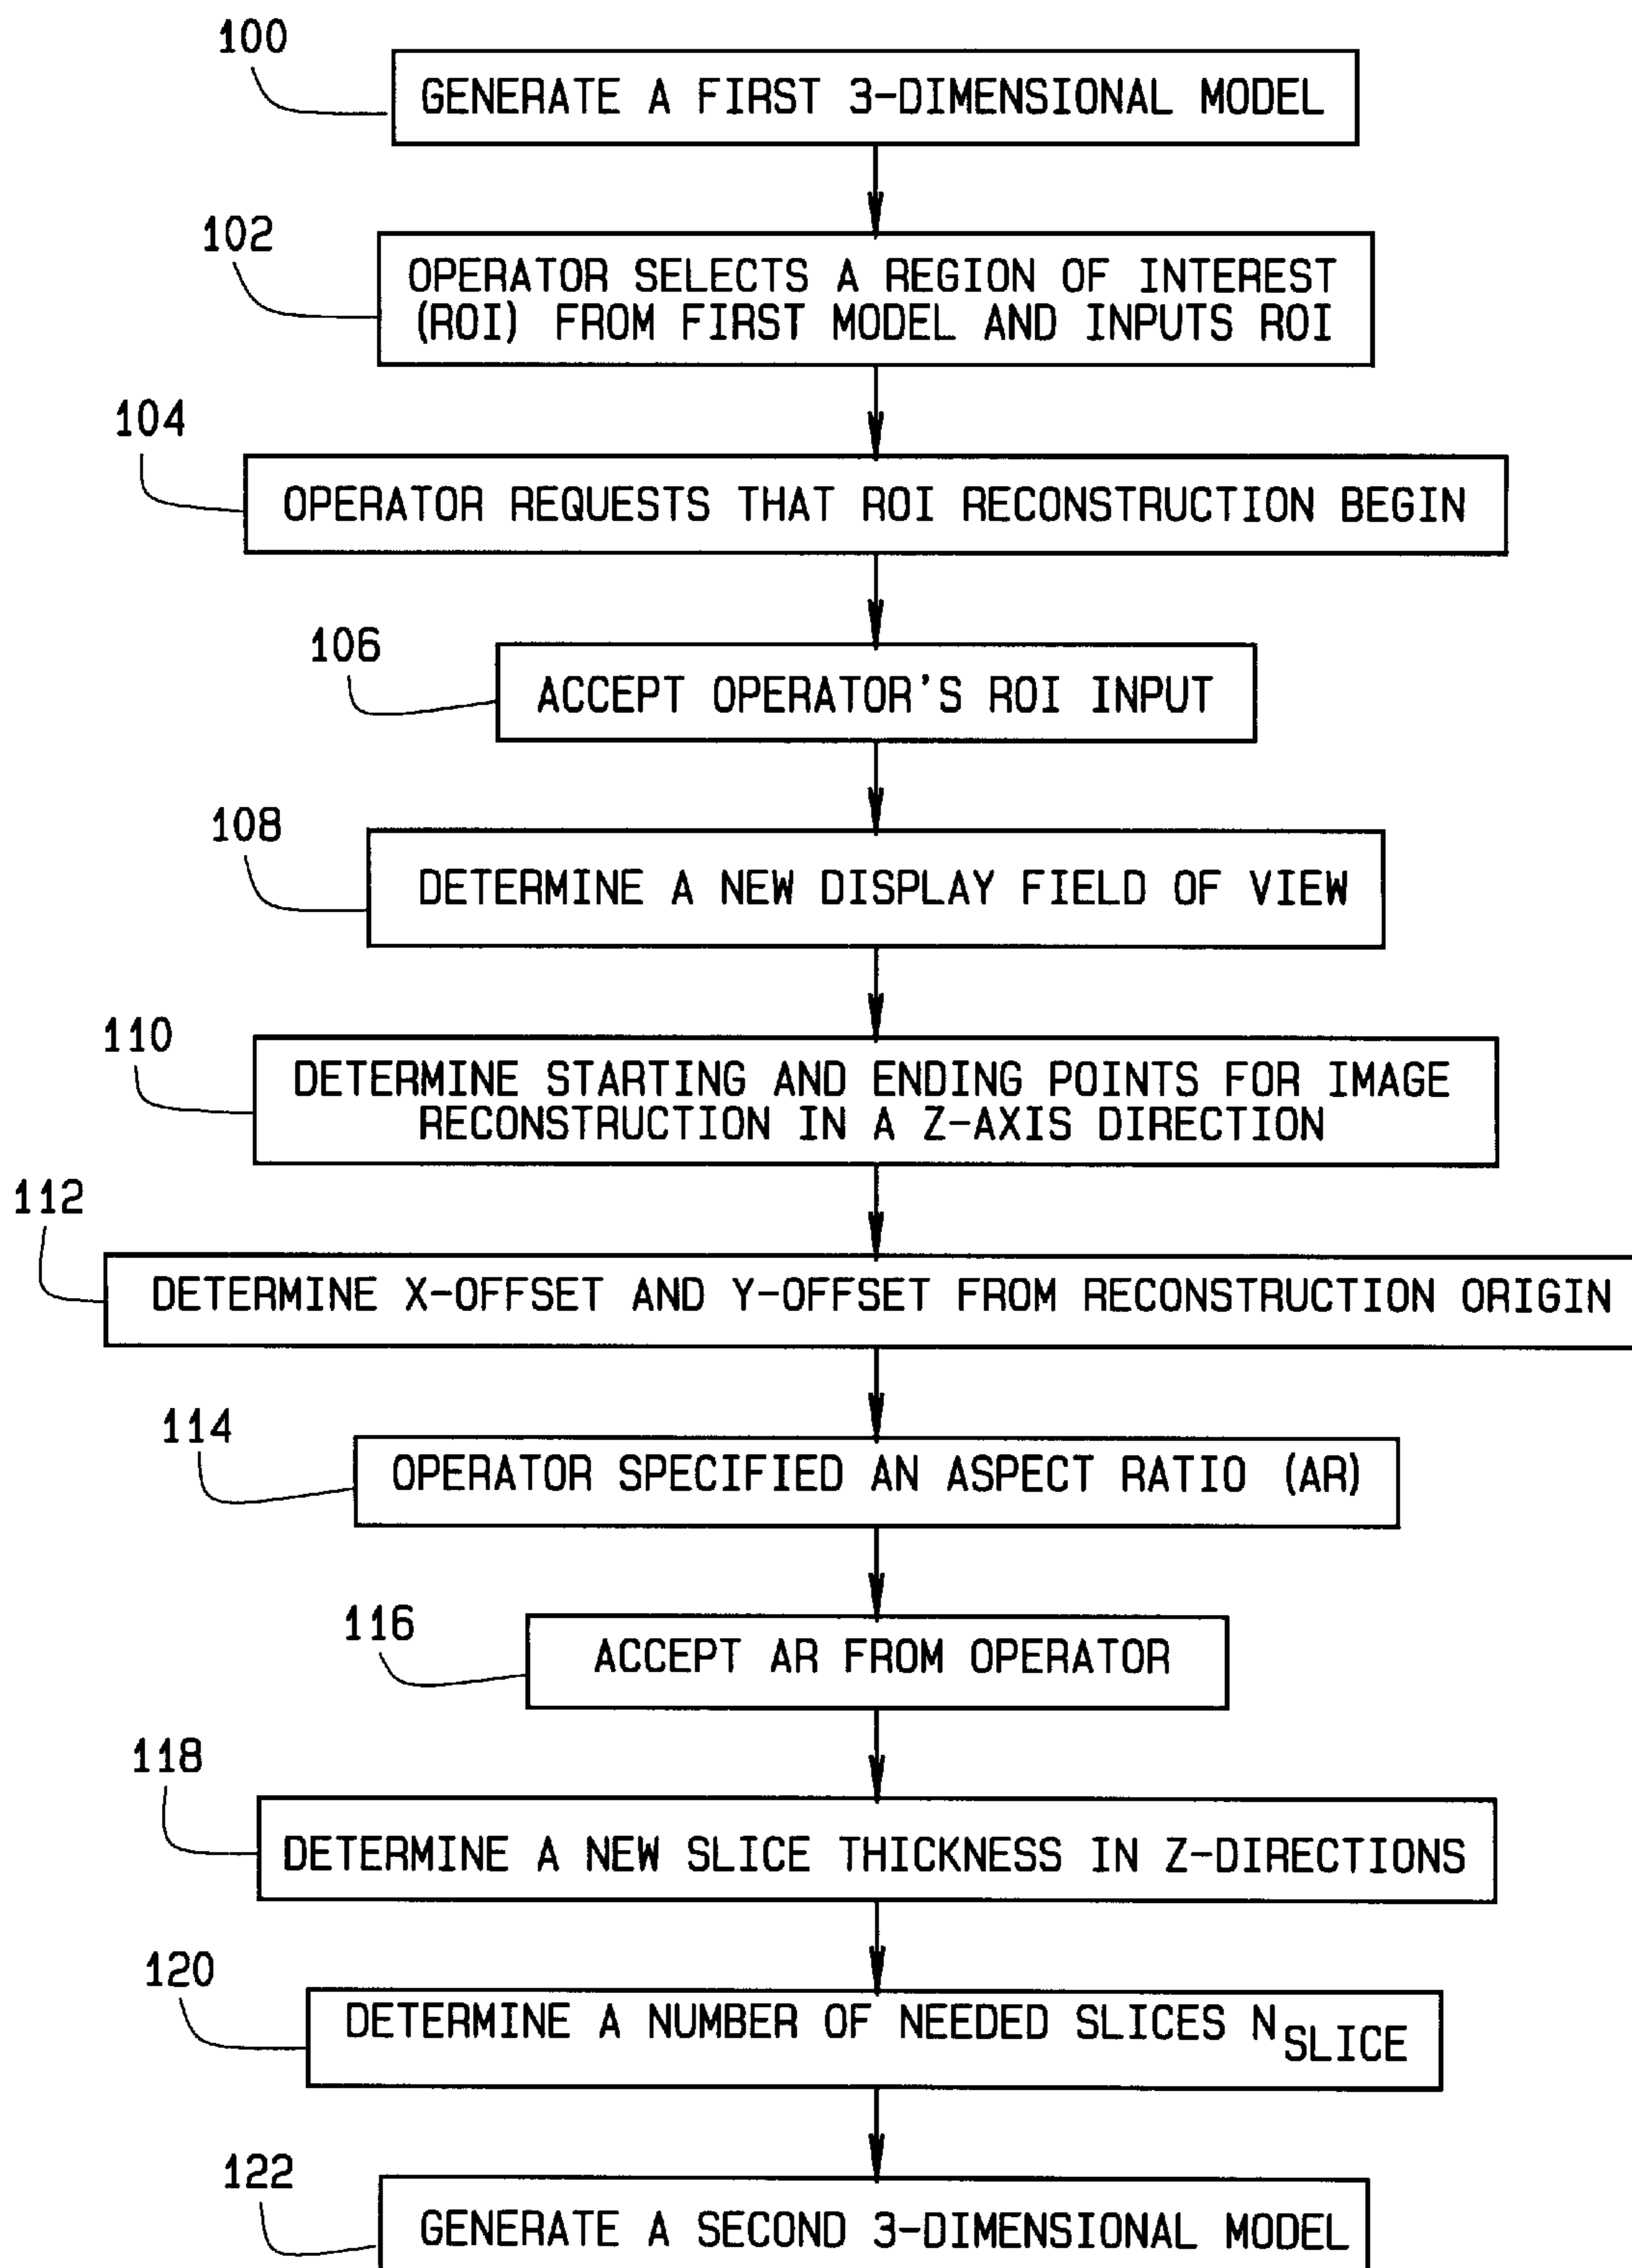 100
GENERATE A FIRST 3-DIMENSIONAL MODEL
102
OPERATOR SELECTS A REGION OF INTEREST
(ROI) FROM FIRST MODEL AND INPUTS ROI
104
OPERATOR REQUESTS THAT ROI RECONSTRUCTION BEGIN
106
ACCEPT OPERATOR'S ROI INPUT
108
DETERMINE A NEW DISPLAY FIELD OF VIEW
110
DETERMINE STARTING AND ENDING POINTS FOR IMAGE
RECONSTRUCTION IN A Z-AXIS DIRECTION
112
DETERMINE X-OFFSET AND Y-OFFSET FROM RECONSTRUCTION ORIGIN
114
OPERATOR SPECIFIED AN ASPECT RATIO (AR)
116
ACCEPT AR FROM OPERATOR
118
DETERMINE A NEW SLICE THICKNESS IN Z-DIRECTIONS
120
DETERMINE A NUMBER OF NEEDED SLICES N SLICE
122
GENERATE A SECOND 3-DIMENSIONAL MODEL